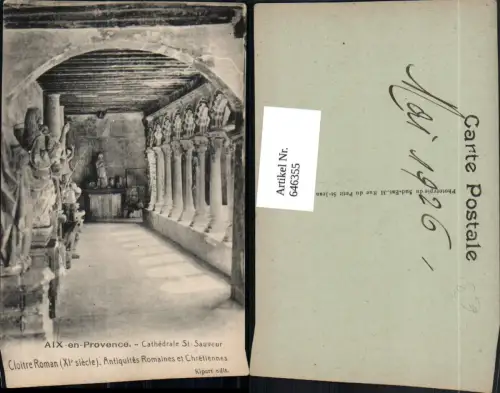 AIX-en-Provence. - Cathédrale St-Sauveur
Cloître Roman (XIe siècle). Antiquités Romaines et Chrétiennes
Carte Postale
Mai 1926.
Artikel Nr.
646355